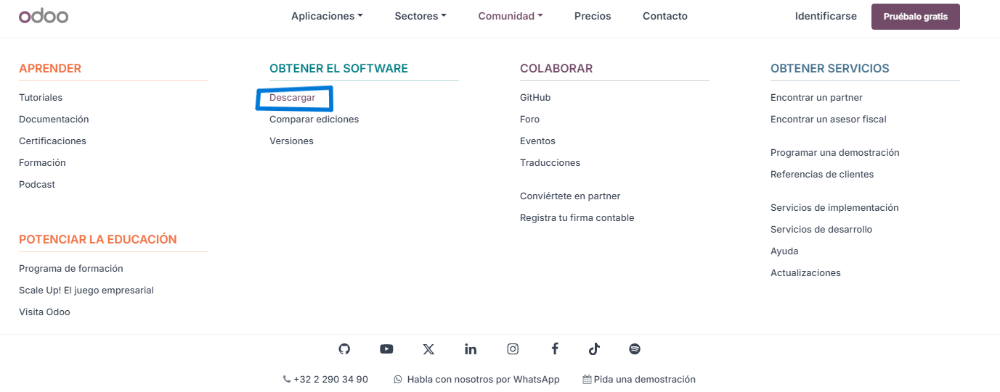 odoo
Aplicaciones
Sectores
Comunidad
Precios
Contacto
Identificarse
Pruébalo gratis
APRENDER
Tutoriales
Documentación
Certificaciones
Formación
Podcast
POTENCIAR LA EDUCACIÓN
Programa de formación
Scale Up! El juego empresarial
Visita Odoo
OBTENER EL SOFTWARE
Descargar
Comparar ediciones
Versiones
COLABORAR
GitHub
Foro
Eventos
Traducciones
Conviértete en partner
Registra tu firma contable
OBTENER SERVICIOS
Encontrar un partner
Encontrar un asesor fiscal
Programar una demostración
Referencias de clientes
Servicios de implementación
Servicios de desarrollo
Ayuda
Actualizaciones
+32 2 290 34 90
Habla con nosotros por WhatsApp
Pida una demostración